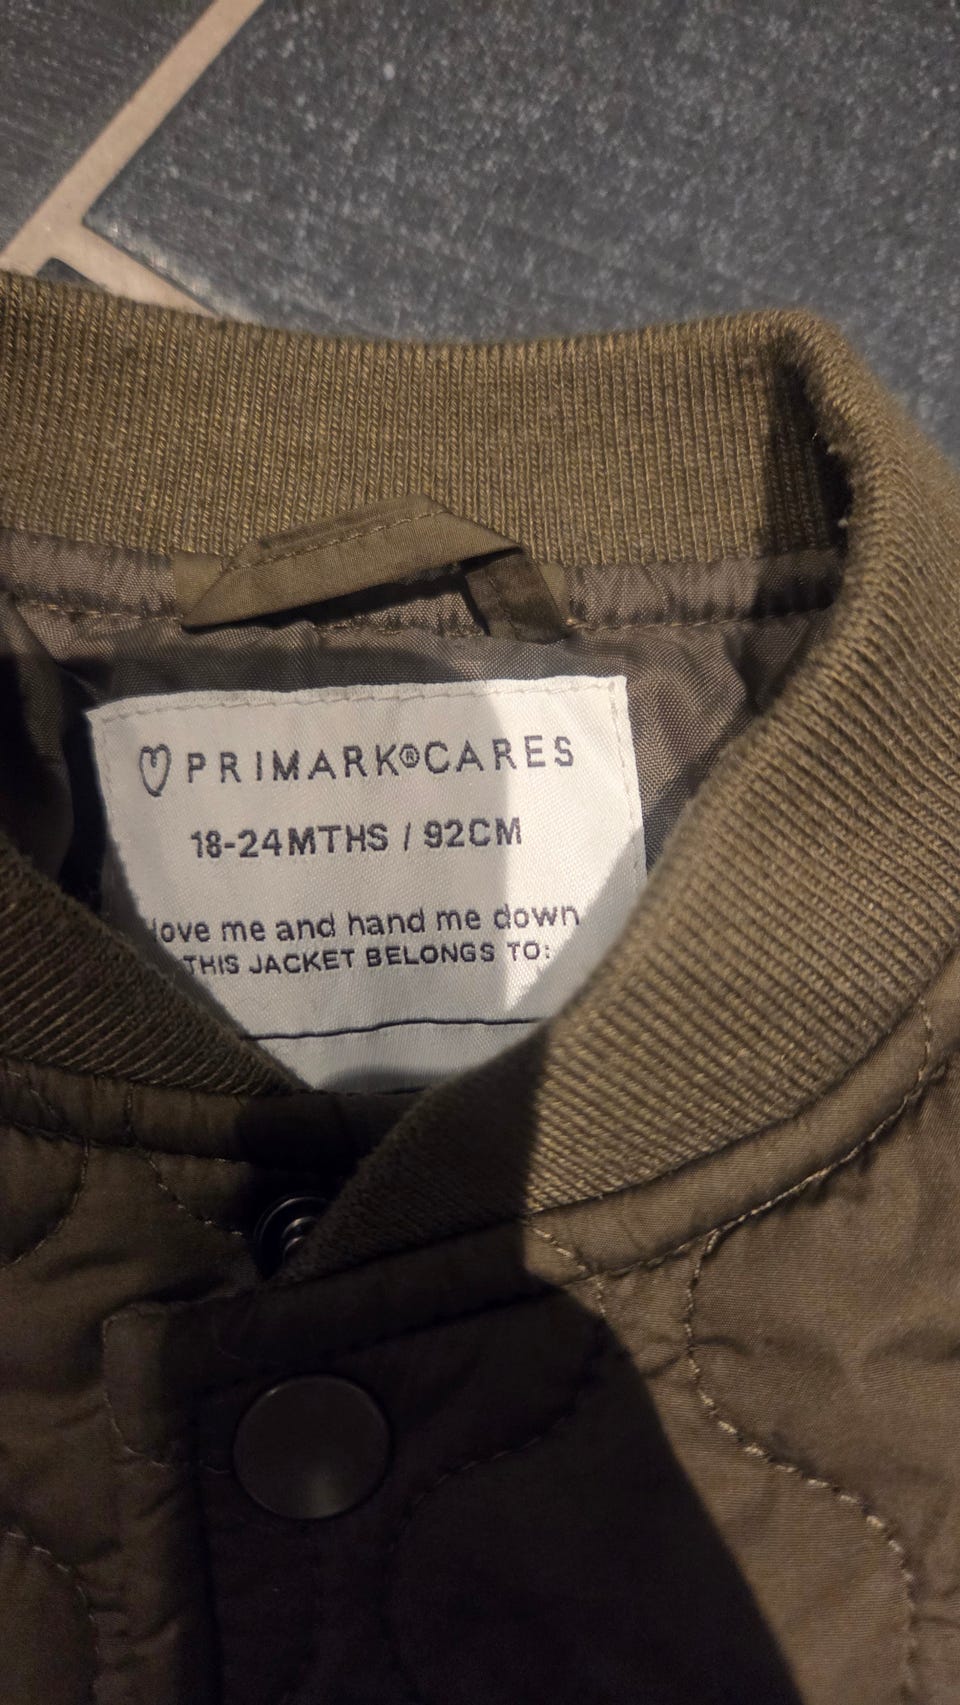 PRIMARK®CARES
18-24MTHS / 92CM
love me and hand me down
THIS JACKET BELONGS TO: